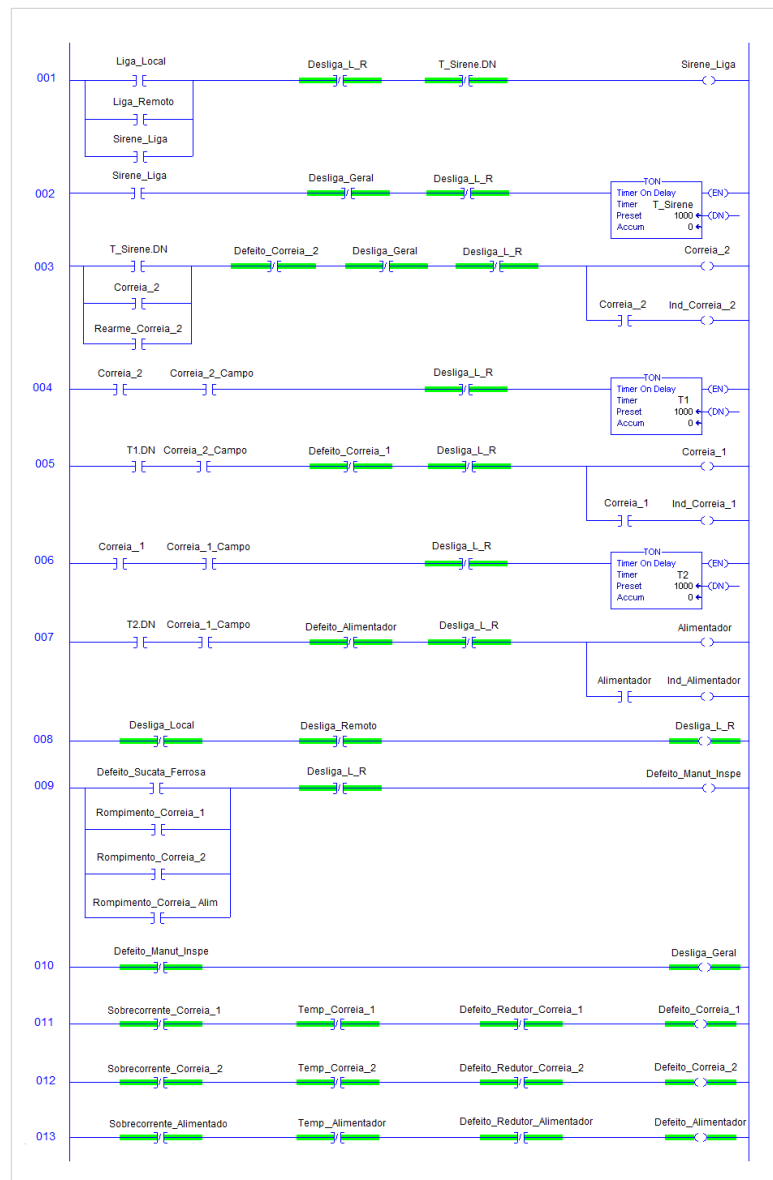 Liga_Local
Desliga_L_R
T_Sirene.DN
Sirene_Liga
001
Liga_Remoto
Sirene_Liga
Sirene_Liga
Desliga_Geral
Desliga_L_R
002
TON
Timer On Delay
Timer T_Sirene
Preset 1000
Accum 0
(EN)
(DN)
T_Sirene.DN
Defeito_Correia_2
Desliga_Geral
Desliga_L_R
Correia_2
003
Correia_2
Rearme_Correia_2
Correia_2
Ind_Correia_2
Correia_2
Correia_2_Campo
Desliga_L_R
004
TON
Timer On Delay
Timer T1
Preset 1000
Accum 0
(EN)
(DN)
T1.DN
Correia_2_Campo
Defeito_Correia_1
Desliga_L_R
Correia_1
005
Correia_1
Ind_Correia_1
Correia_1
Correia_1_Campo
Desliga_L_R
006
TON
Timer On Delay
Timer T2
Preset 1000
Accum 0
(EN)
(DN)
T2.DN
Correia_1_Campo
Defeito_Alimentador
Desliga_L_R
Alimentador
007
Alimentador
Ind_Alimentador
Desliga_Local
Desliga_Remoto
Desliga_L_R
008
Defeito_Sucata_Ferrosa
Desliga_L_R
Defeito_Manut_Inspe
009
Rompimento_Correia_1
Rompimento_Correia_2
Rompimento_Correia_ Alim
Defeito_Manut_Inspe
Desliga_Geral
010
Sobrecorrente_Correia_1
Temp_Correia_1
Defeito_Redutor_Correia_1
Defeito_Correia_1
011
Sobrecorrente_Correia_2
Temp_Correia_2
Defeito_Redutor_Correia_2
Defeito_Correia_2
012
Sobrecorrente_Alimentado
Temp_Alimentador
Defeito_Redutor_Alimentador
Defeito_Alimentador
013